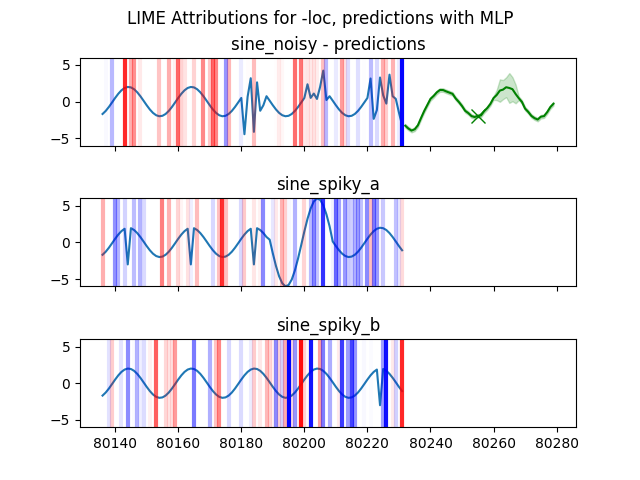 LIME Attributions for -loc, predictions with MLP
sine_noisy - predictions
5
0
−5
sine_spiky_a
5
0
−5
sine_spiky_b
5
0
−5
80140 80160 80180 80200 80220 80240 80260 80280